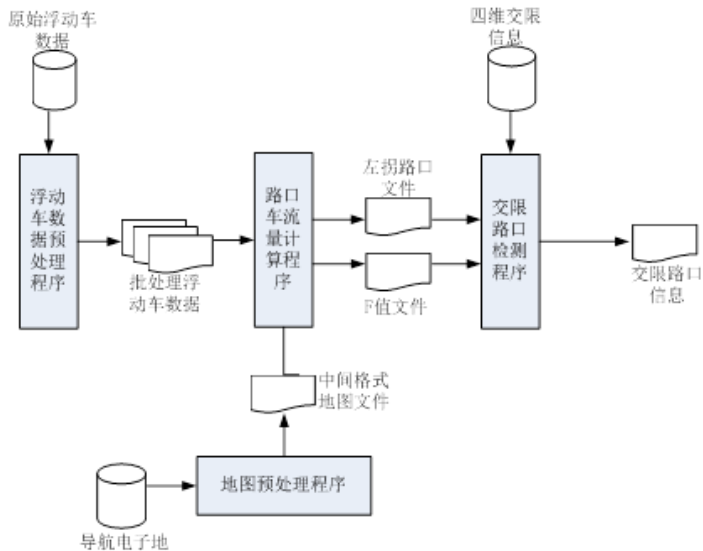 原始浮动车
数据
四维交限
信息
浮动
车数
据预
处理
程序
批处理浮
动车数据
路口
车流
量计
算程
序
左拐路口
文件
F值文件
交限
路口
检测
程序
交限路口
信息
中间格式
地图文件
地图预处理程序
导航电子地